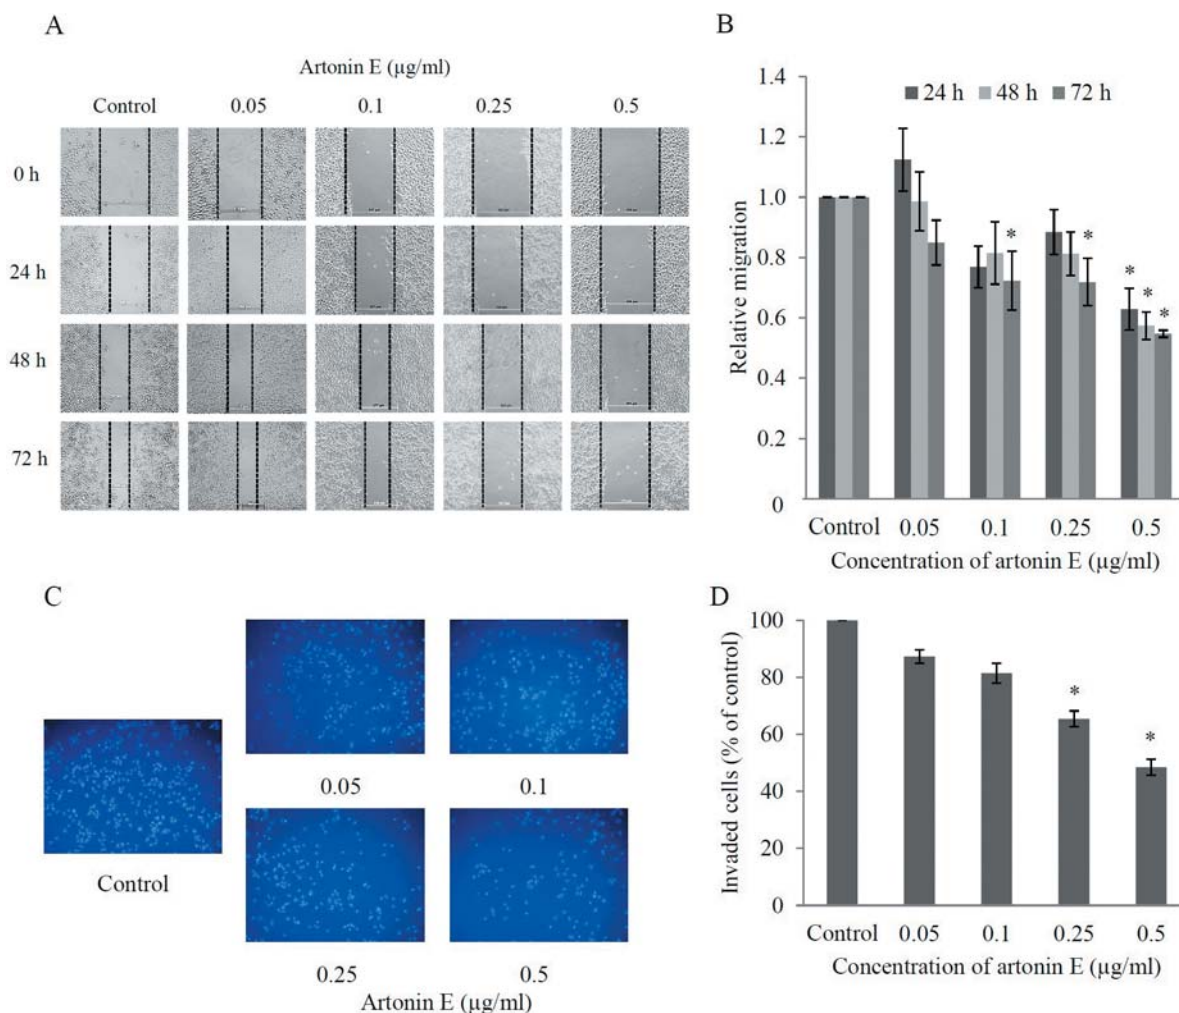 A
Artonin E (µg/ml)
Control 0.05 0.1 0.25 0.5
0 h
24 h
48 h
72 h
B
1.4
1.2
1.0
0.8
0.6
0.4
0.2
0
Relative migration
24 h 48 h 72 h
* * * * *
Control 0.05 0.1 0.25 0.5
Concentration of artonin E (µg/ml)
C
Control
0.05 0.1
0.25 0.5
Artonin E (µg/ml)
D
100
80
60
40
20
0
Invaded cells (% of control)
* *
Control 0.05 0.1 0.25 0.5
Concentration of artonin E (µg/ml)